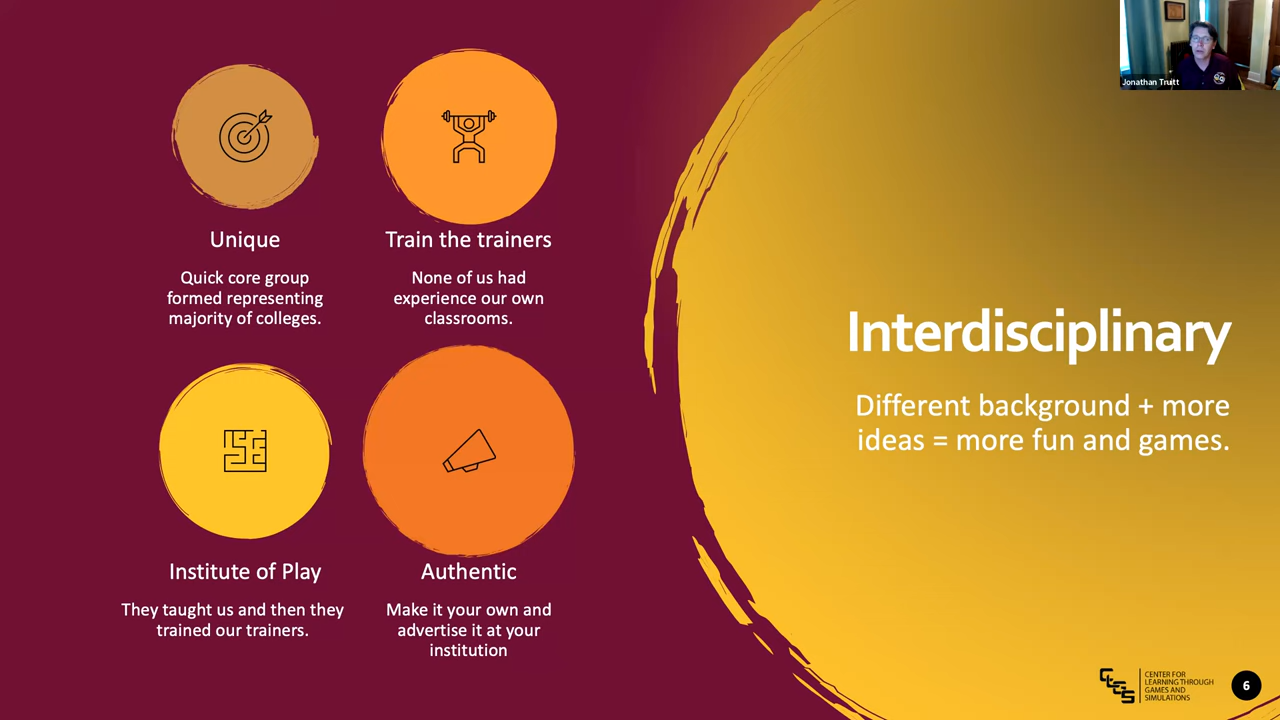 Jonathan Truitt
Unique
Quick core group
formed representing
majority of colleges.
Train the trainers
None of us had
experience our own
classrooms.
Institute of Play
They taught us and then they
trained our trainers.
Authentic
Make it your own and
advertise it at your
institution
Interdisciplinary
Different background + more
ideas = more fun and games.
CLGS
CENTER FOR
LEARNING THROUGH
GAMES AND
SIMULATIONS
6